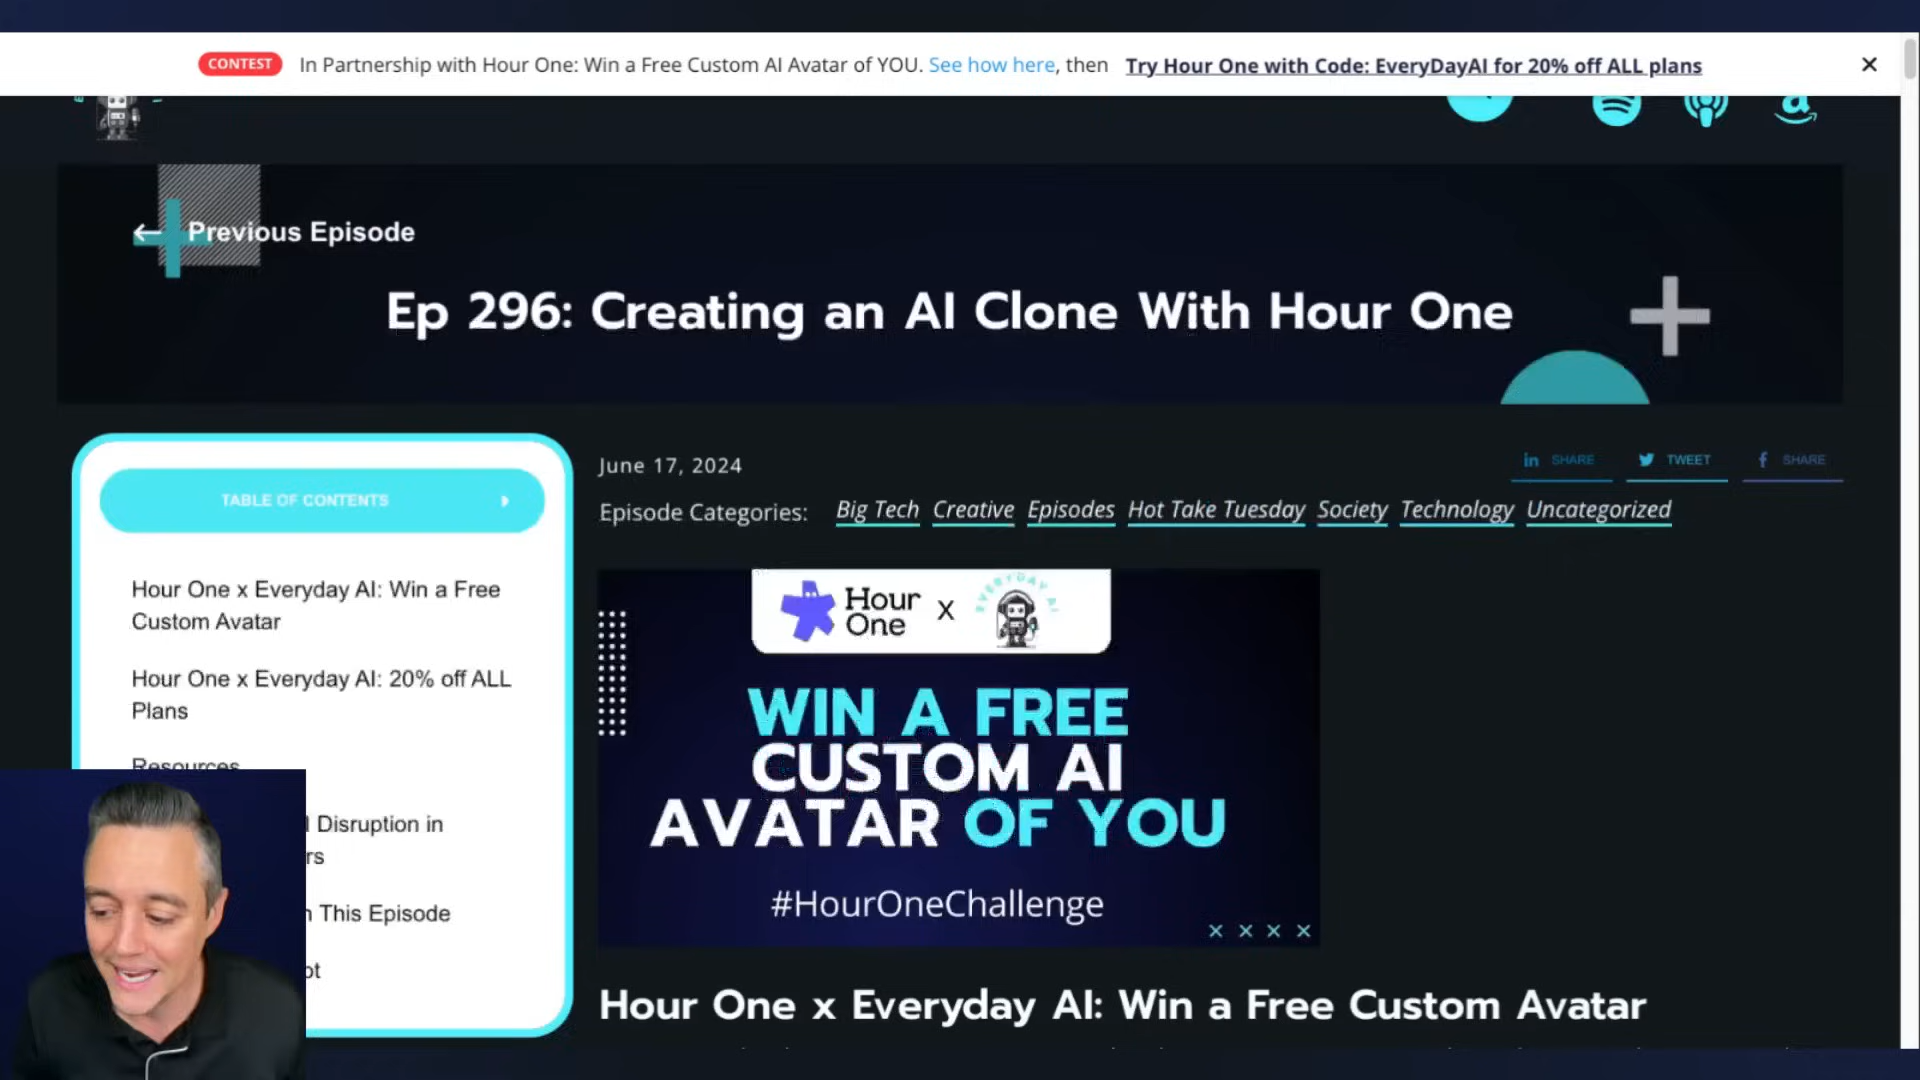 CONTEST In Partnership with Hour One: Win a Free Custom AI Avatar of YOU. See how here, then Try Hour One with Code: EveryDayAI for 20% off ALL plans
Previous Episode
Ep 296: Creating an AI Clone With Hour One
TABLE OF CONTENTS
Hour One x Everyday AI: Win a Free
Custom Avatar
Hour One x Everyday AI: 20% off ALL
Plans
Resources
Disruption in
This Episode
June 17, 2024
SHARE TWEET SHARE
Episode Categories: Big Tech Creative Episodes Hot Take Tuesday Society Technology Uncategorized
Hour
One X EVERYDAY AI
WIN A FREE
CUSTOM AI
AVATAR OF YOU
#HourOneChallenge
Hour One x Everyday AI: Win a Free Custom Avatar